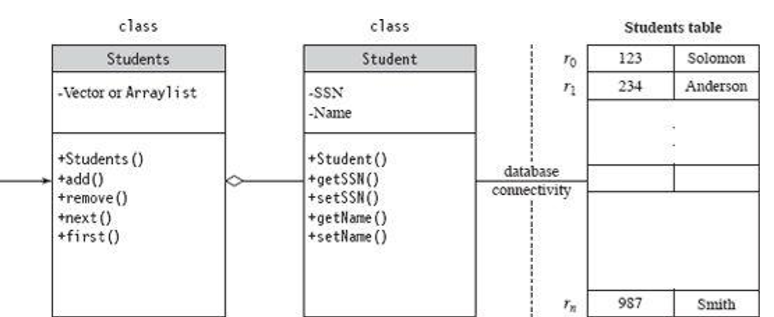 class
Students
-Vector or Arraylist
+Students()
+add()
+remove()
+next()
+first()
class
Student
-SSN
-Name
+Student()
+getSSN()
+setSSN()
+getName()
+setName()
database
connectivity
Students table
r0 123 Solomon
r1 234 Anderson
rn 987 Smith